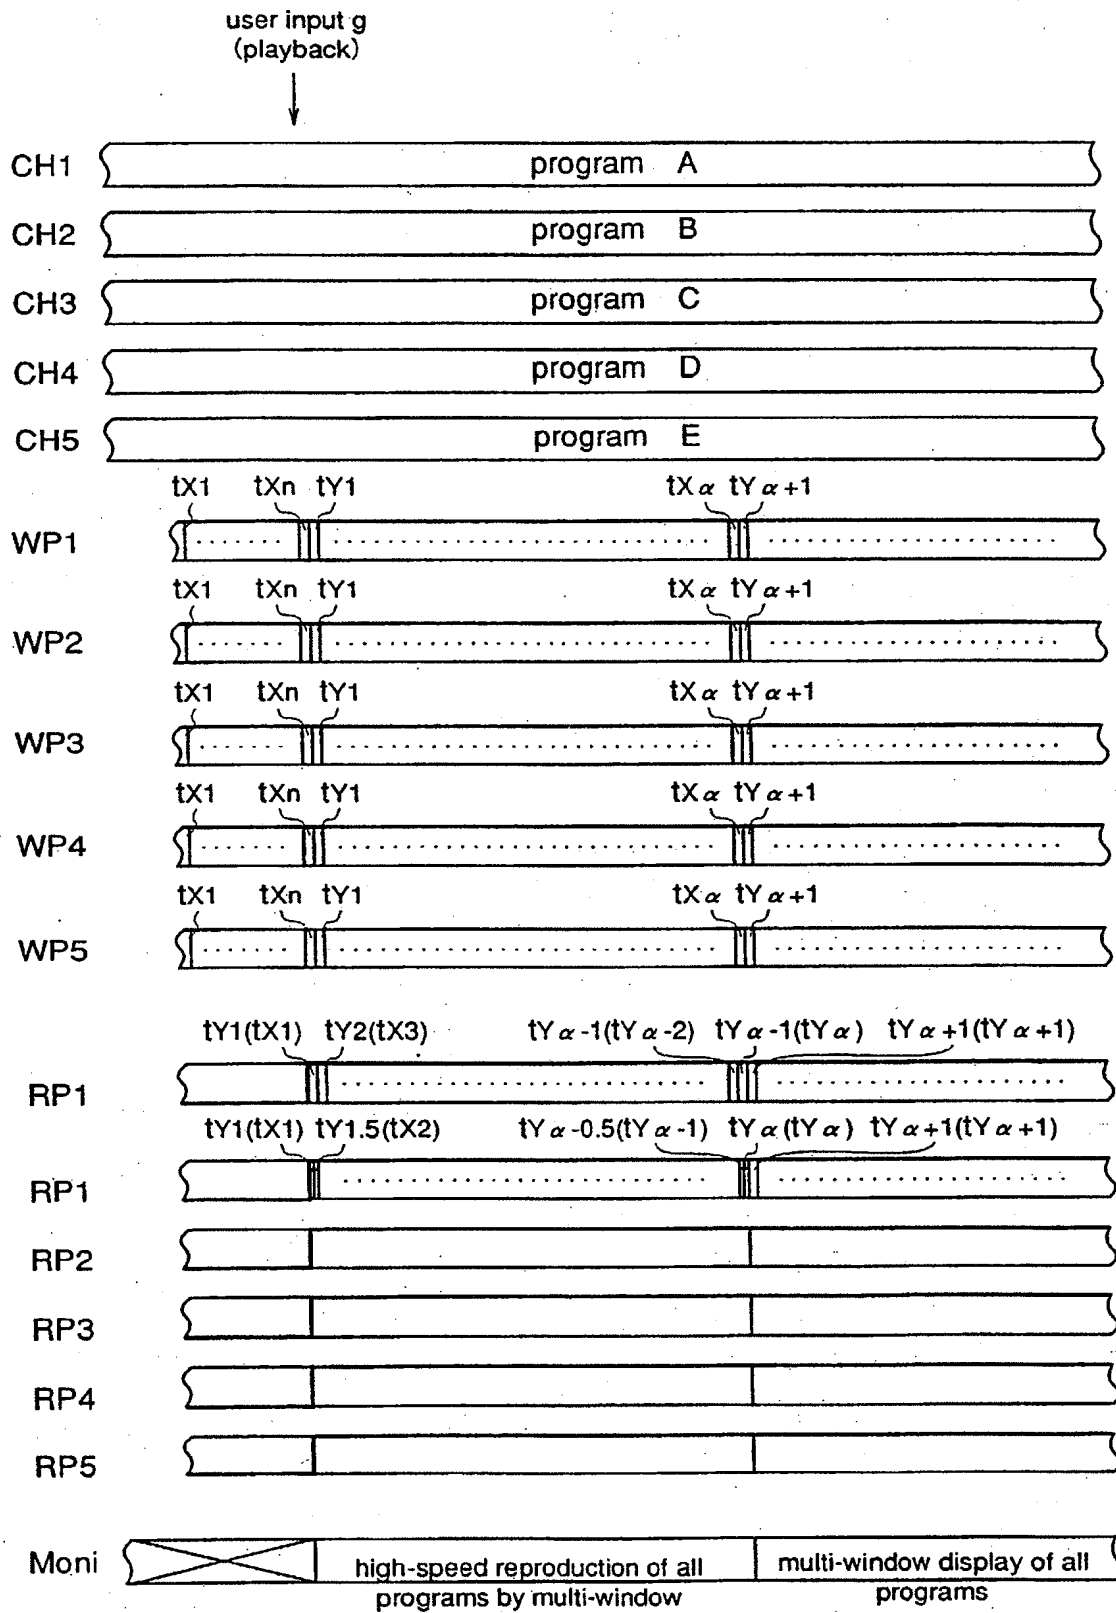 user input g
(playback)
CH1 program A
CH2 program B
CH3 program C
CH4 program D
CH5 program E
tX1 tXn tY1 tXα tYα+1
WP1
tX1 tXn tY1 tXα tYα+1
WP2
tX1 tXn tY1 tXα tYα+1
WP3
tX1 tXn tY1 tXα tYα+1
WP4
tX1 tXn tY1 tXα tYα+1
WP5
tY1(tX1) tY2(tX3) tYα-1(tYα-2) tYα-1(tYα) tYα+1(tYα+1)
RP1
tY1(tX1) tY1.5(tX2) tYα-0.5(tYα-1) tYα(tYα) tYα+1(tYα+1)
RP1
RP2
RP3
RP4
RP5
Moni high-speed reproduction of all multi-window display of all
programs by multi-window programs